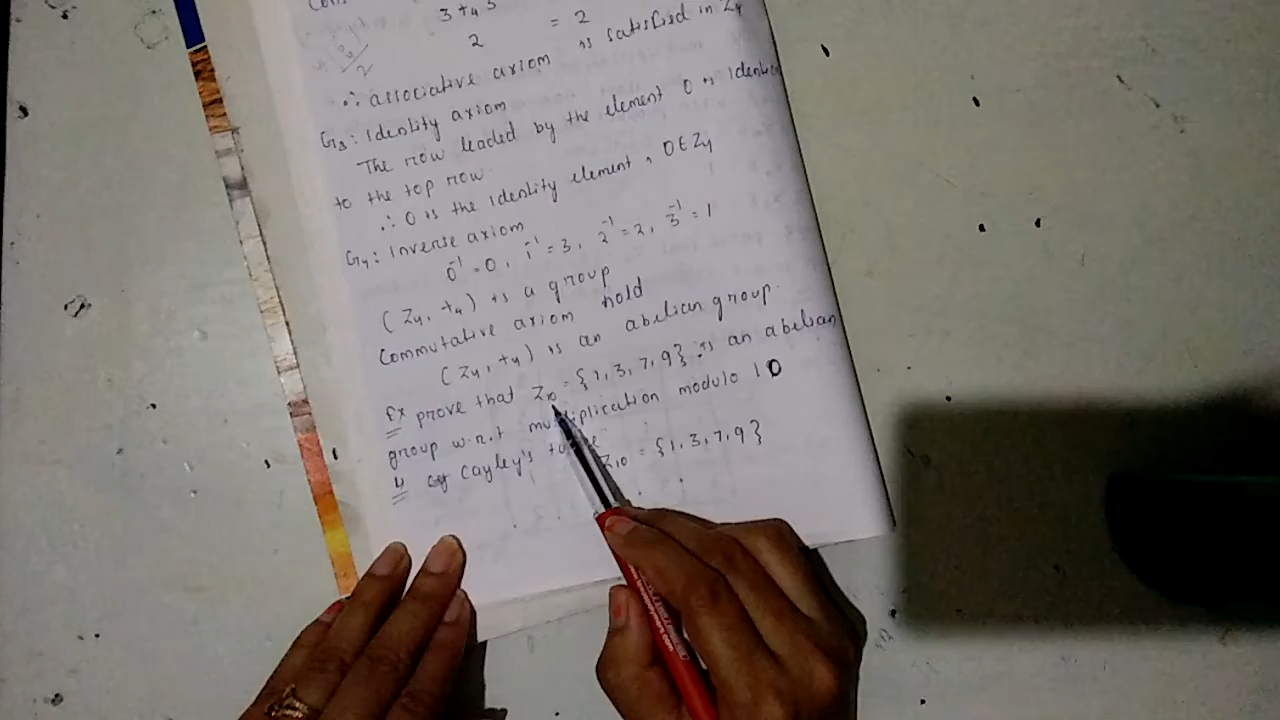 3 +₄ 3
2 = 2
3/2
∴ associative axiom is satisfied in Z₄
G₃: Identity axiom
The row leaded by the element 0 is identical
to the top row.
∴ 0 is the identity element, 0 ∈ Z₄
G₄: Inverse axiom
0⁻¹ = 0, 1⁻¹ = 3, 2⁻¹ = 2, 3⁻¹ = 1
(Z₄, +₄) is a group
Commutative axiom hold
(Z₄, +₄) is an abelian group.
Ex prove that Z₁₀ = {1, 3, 7, 9} is an abelian
group w.r.t multiplication modulo 10
Cayley's Z₁₀ = {1, 3, 7, 9}